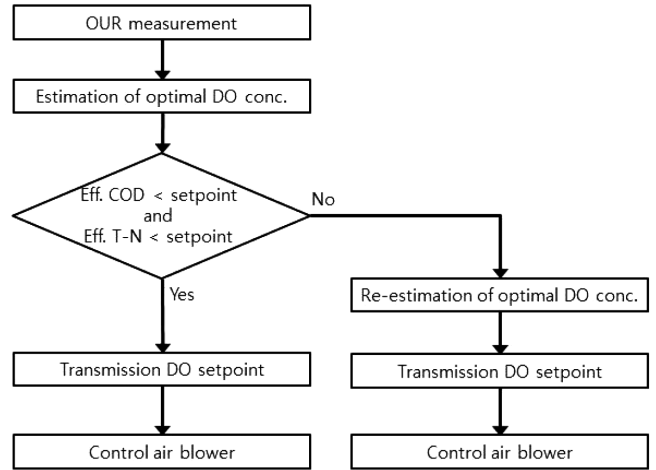 OUR measurement
Estimation of optimal DO conc.
Eff. COD < setpoint
and
Eff. T-N < setpoint
No
Yes
Re-estimation of optimal DO conc.
Transmission DO setpoint
Transmission DO setpoint
Control air blower
Control air blower